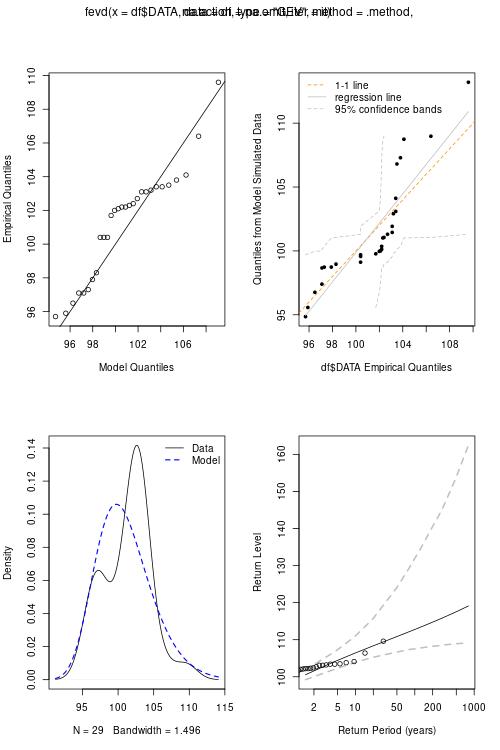 fevd(x = df$DATA, method = .method,
110
108
106
104
102
100
98
96
Empirical Quantiles
96 98 102 106
Model Quantiles
1-1 line
regression line
95% confidence bands
110
105
100
95
Quantiles from Model Simulated Data
96 98 100 104 108
df$DATA Empirical Quantiles
Data
Model
0.14
0.12
0.10
0.08
0.06
0.04
0.02
0.00
Density
95 100 105 110 115
N = 29 Bandwidth = 1.496
160
150
140
130
120
110
100
Return Level
2 5 10 50 200 1000
Return Period (years)